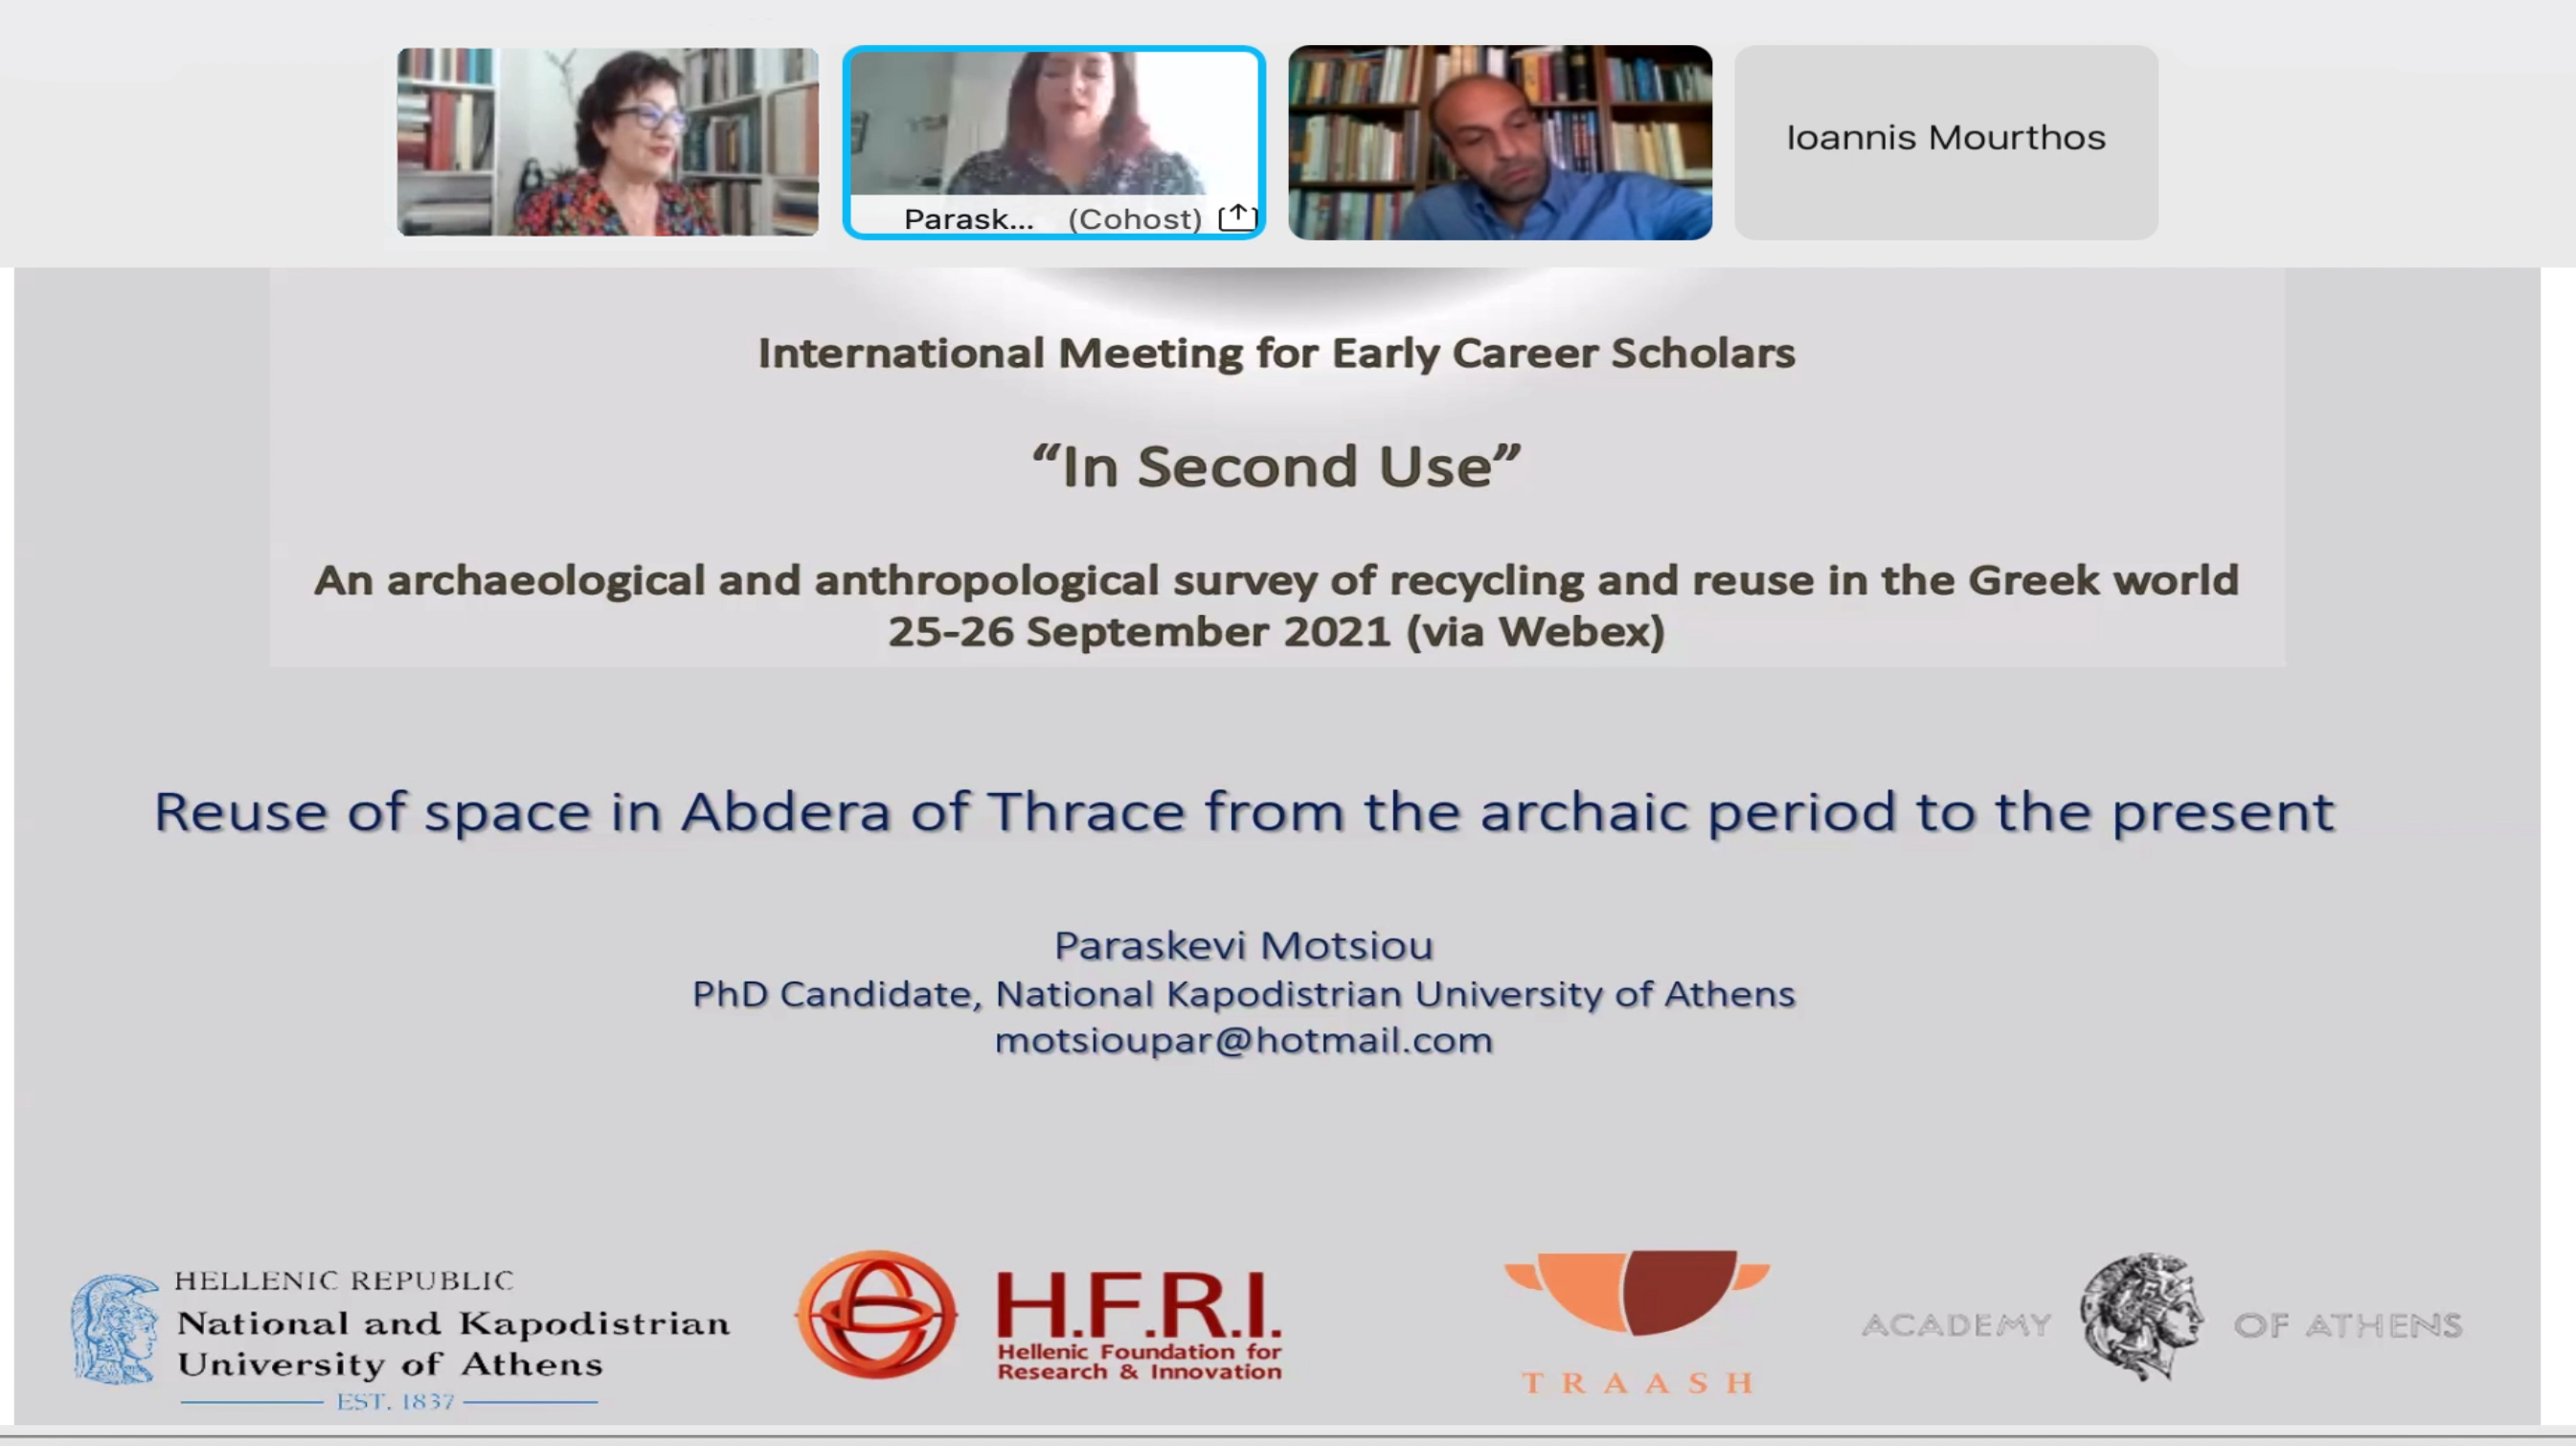 Parask... (Cohost)
Ioannis Mourthos
International Meeting for Early Career Scholars
“In Second Use”
An archaeological and anthropological survey of recycling and reuse in the Greek world
25-26 September 2021 (via Webex)
Reuse of space in Abdera of Thrace from the archaic period to the present
Paraskevi Motsiou
PhD Candidate, National Kapodistrian University of Athens
motsioupar@hotmail.com
HELLENIC REPUBLIC
National and Kapodistrian
University of Athens
EST. 1837
H.F.R.I.
Hellenic Foundation for
Research & Innovation
TRAASH
ACADEMY OF ATHENS